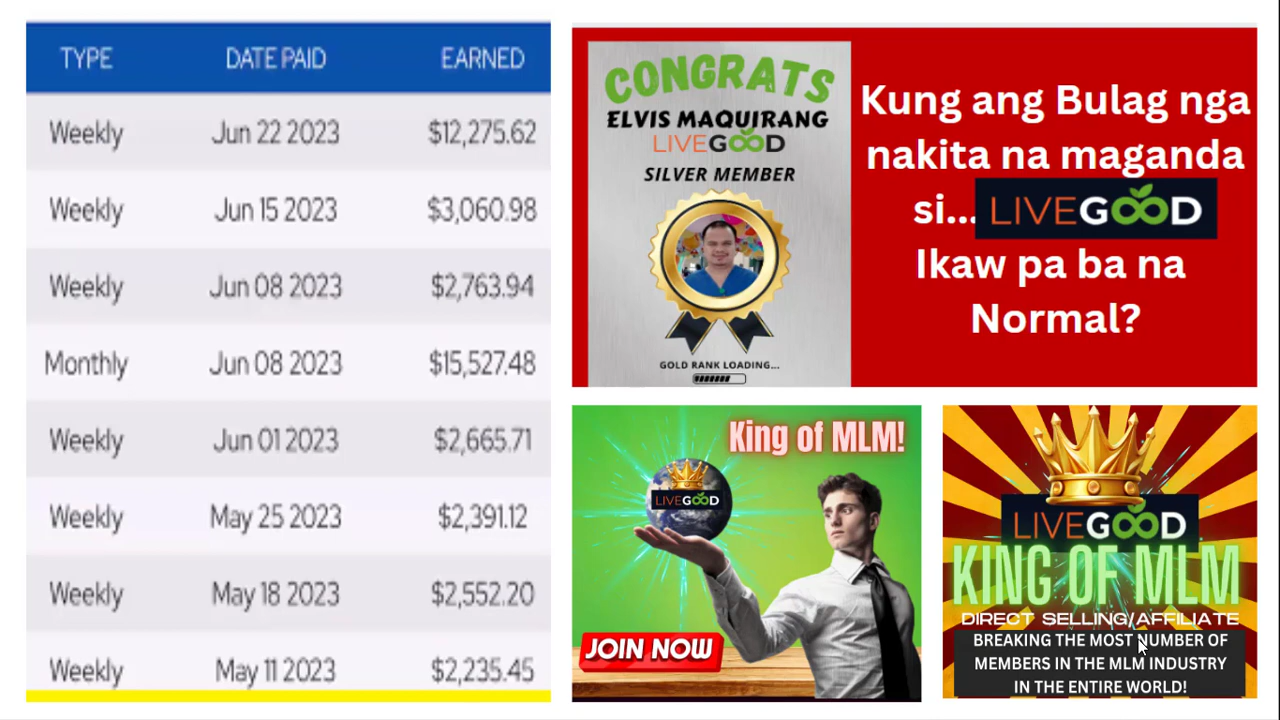 TYPE DATE PAID EARNED
Weekly Jun 22 2023 $12,275.62
Weekly Jun 15 2023 $3,060.98
Weekly Jun 08 2023 $2,763.94
Monthly Jun 08 2023 $15,527.48
Weekly Jun 01 2023 $2,665.71
Weekly May 25 2023 $2,391.12
Weekly May 18 2023 $2,552.20
Weekly May 11 2023 $2,235.45
CONGRATS
ELVIS MAQUIRANG
LIVEGOOD
SILVER MEMBER
GOLD RANK LOADING...
Kung ang Bulag nga
nakita na maganda
si... LIVEGOOD
Ikaw pa ba na
Normal?
King of MLM!
LIVEGOOD
JOIN NOW
LIVEGOOD
KING OF MLM
DIRECT SELLING/AFFILIATE
BREAKING THE MOST NUMBER OF
MEMBERS IN THE MLM INDUSTRY
IN THE ENTIRE WORLD!